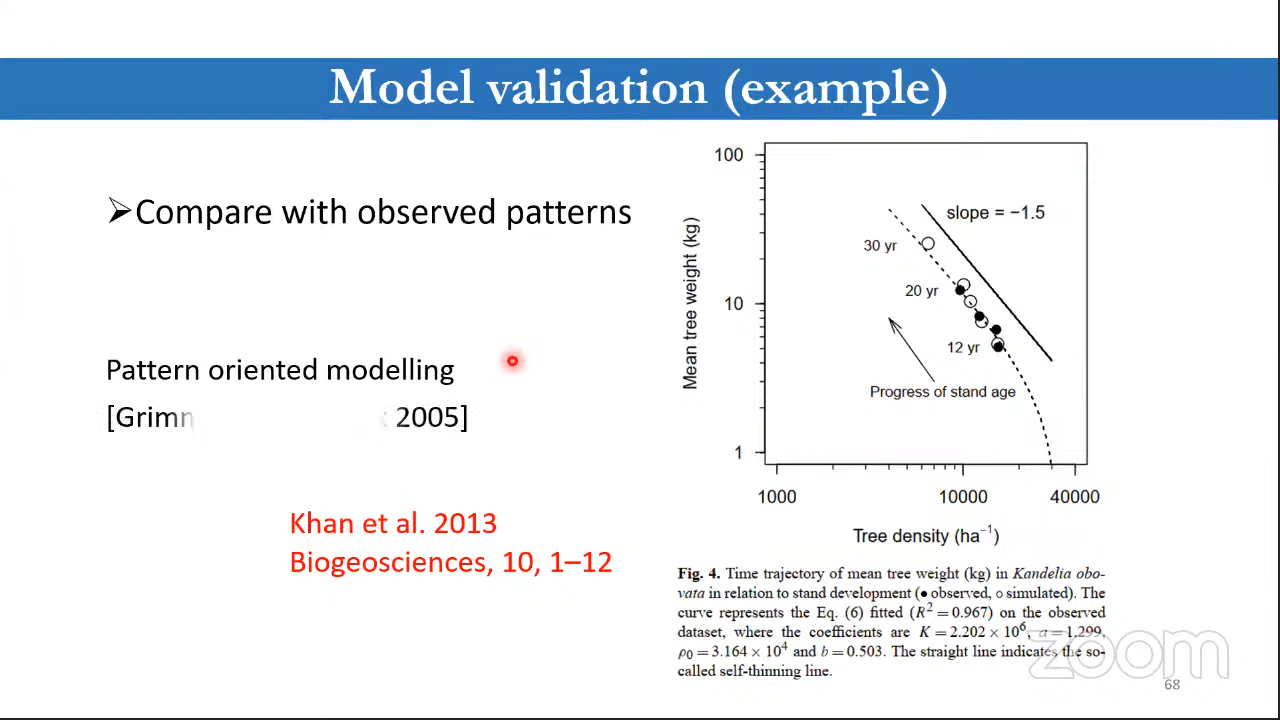 Model validation (example)
➢Compare with observed patterns
Pattern oriented modelling
2005]
Khan et al. 2013
Biogeosciences, 10, 1–12
100
10
1
Mean tree weight (kg)
slope = −1.5
30 yr
20 yr
12 yr
Progress of stand age
1000
10000
40000
Tree density (ha⁻¹)
Fig. 4. Time trajectory of mean tree weight (kg) in Kandelia obo-
vata in relation to stand development (● observed, ○ simulated). The
curve represents the Eq. (6) fitted (R² = 0.967) on the observed
dataset, where the coefficients are K = 2.202 × 10⁶, a = 1.299,
ρ₀ = 3.164 × 10⁴ and b = 0.503. The straight line indicates the so-
called self-thinning line.
zoom
68